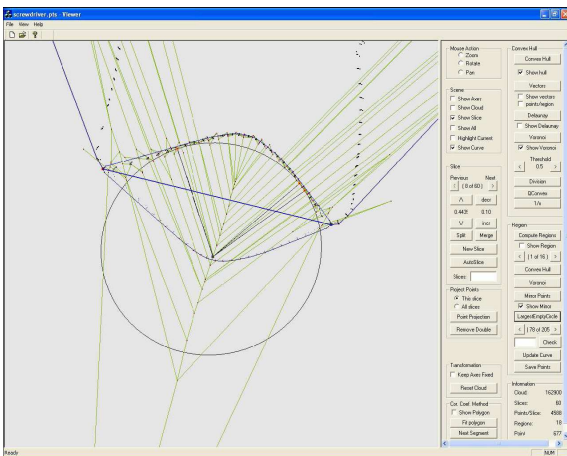 screwdriver.pts - Viewer
File View Help
Mouse Action
Zoom
Rotate
Pan
Scene
Show Axes
Show Cloud
Show Slice
Show All
Highlight Current
Show Curve
Slice
Previous Next
< ( 8 of 60 ) >
/\ decr
0.443! 0.10
\/ incr
Split Merge
New Slice
AutoSlice
Slices:
Project Points
This slice
All slices
Point Projection
Remove Double
Transformation
Keep Axes Fixed
Reset Cloud
Cor. Coef. Method
Show Polygon
Fit polygon
Next Segment
Convex Hull
Convex Hull
Show hull
Vectors
Show vectors
points/region
Delaunay
Show Delaunay
Voronoi
Show Voronoi
Threshold
< 0.5 >
Division
QConvex
1/x
Region
Compute Regions
Show Region
< ( 1 of 16 ) >
Convex Hull
Voronoi
Mirror Points
Show Mirror
LargestEmptyCircle
< ( 78 of 205 >
Check
Update Curve
Save Points
Information
Cloud: 162900
Slices: 60
Points/Slice: 4588
Regions: 18
Point 677
Ready NUM